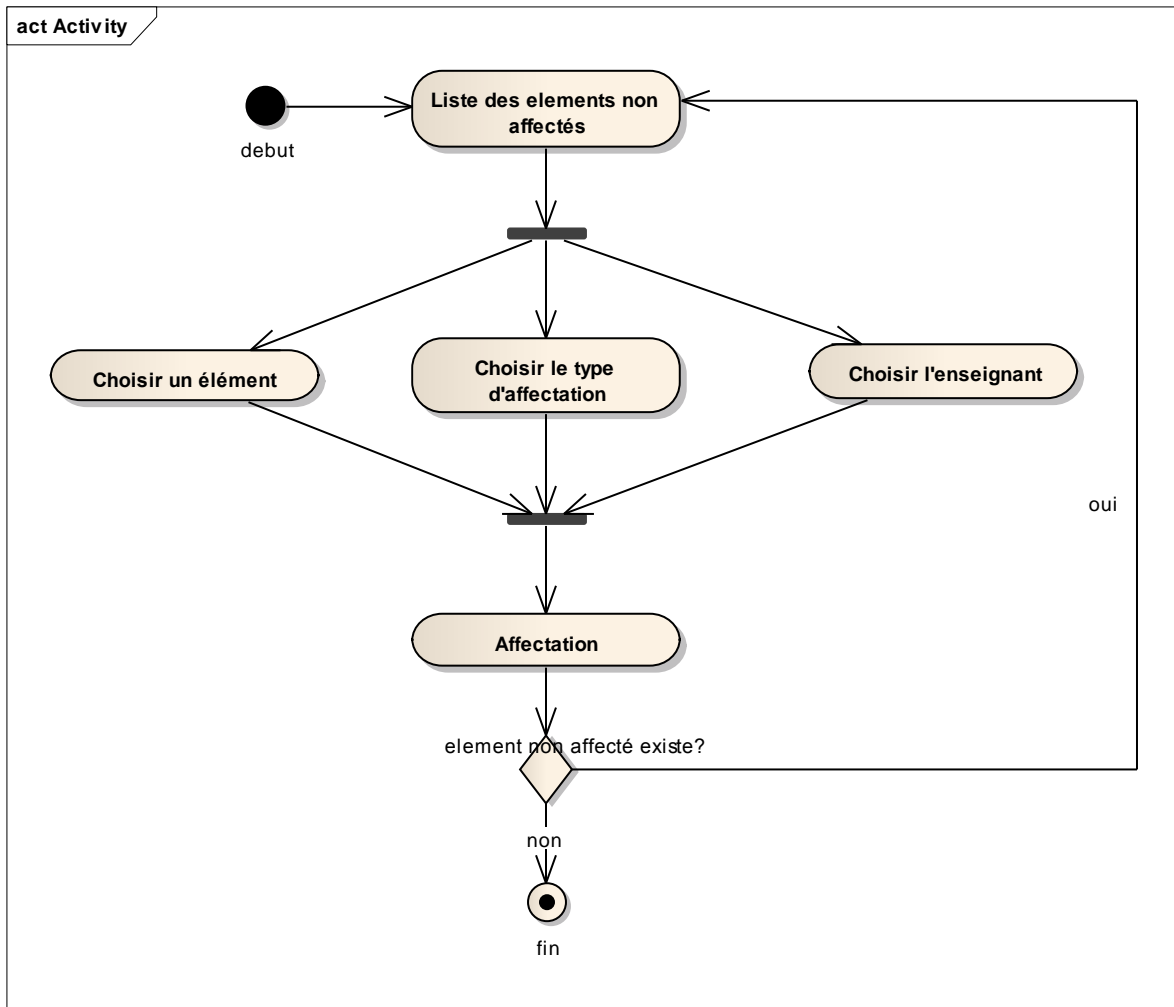 act Activity
Liste des elements non
affectés
debut
Choisir un élément
Choisir le type
d'affectation
Choisir l'enseignant
oui
Affectation
element non affecté existe?
non
fin